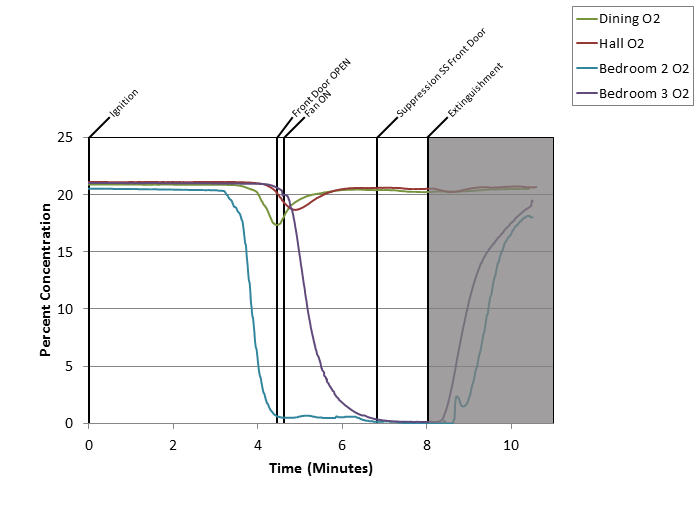 Dining O2
Hall O2
Bedroom 2 O2
Bedroom 3 O2
Ignition
Front Door OPEN
Fan ON
Suppression SS Front Door
Extinguishment
25
20
15
10
5
0
Percent Concentration
0 2 4 6 8 10
Time (Minutes)